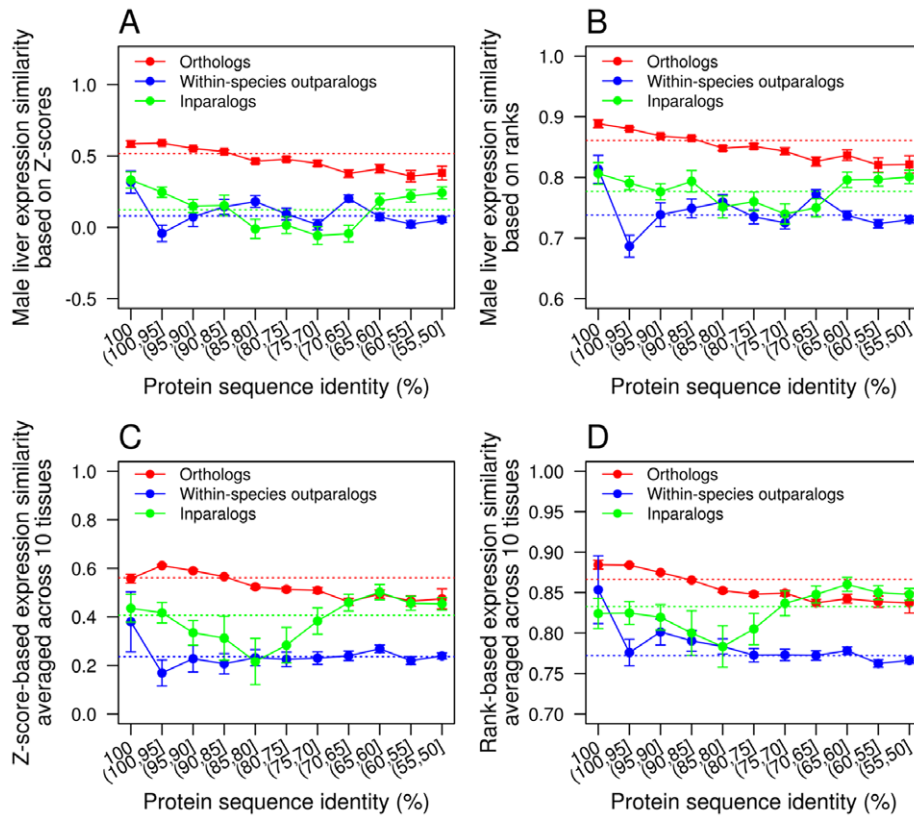 A
Male liver expression similarity
based on Z-scores
1.0
0.5
0.0
-0.5
Orthologs
Within-species outparalogs
Inparalogs
100
(100,95]
(95,90]
(90,85]
(85,80]
(80,75]
(75,70]
(70,65]
(65,60]
(60,55]
(55,50]
Protein sequence identity (%)
B
Male liver expression similarity
based on ranks
1.0
0.9
0.8
0.7
0.6
Orthologs
Within-species outparalogs
Inparalogs
100
(100,95]
(95,90]
(90,85]
(85,80]
(80,75]
(75,70]
(70,65]
(65,60]
(60,55]
(55,50]
Protein sequence identity (%)
C
Z-score-based expression similarity
averaged across 10 tissues
1.0
0.8
0.6
0.4
0.2
0.0
Orthologs
Within-species outparalogs
Inparalogs
100
(100,95]
(95,90]
(90,85]
(85,80]
(80,75]
(75,70]
(70,65]
(65,60]
(60,55]
(55,50]
Protein sequence identity (%)
D
Rank-based expression similarity
averaged across 10 tissues
1.00
0.95
0.90
0.85
0.80
0.75
0.70
Orthologs
Within-species outparalogs
Inparalogs
100
(100,95]
(95,90]
(90,85]
(85,80]
(80,75]
(75,70]
(70,65]
(65,60]
(60,55]
(55,50]
Protein sequence identity (%)